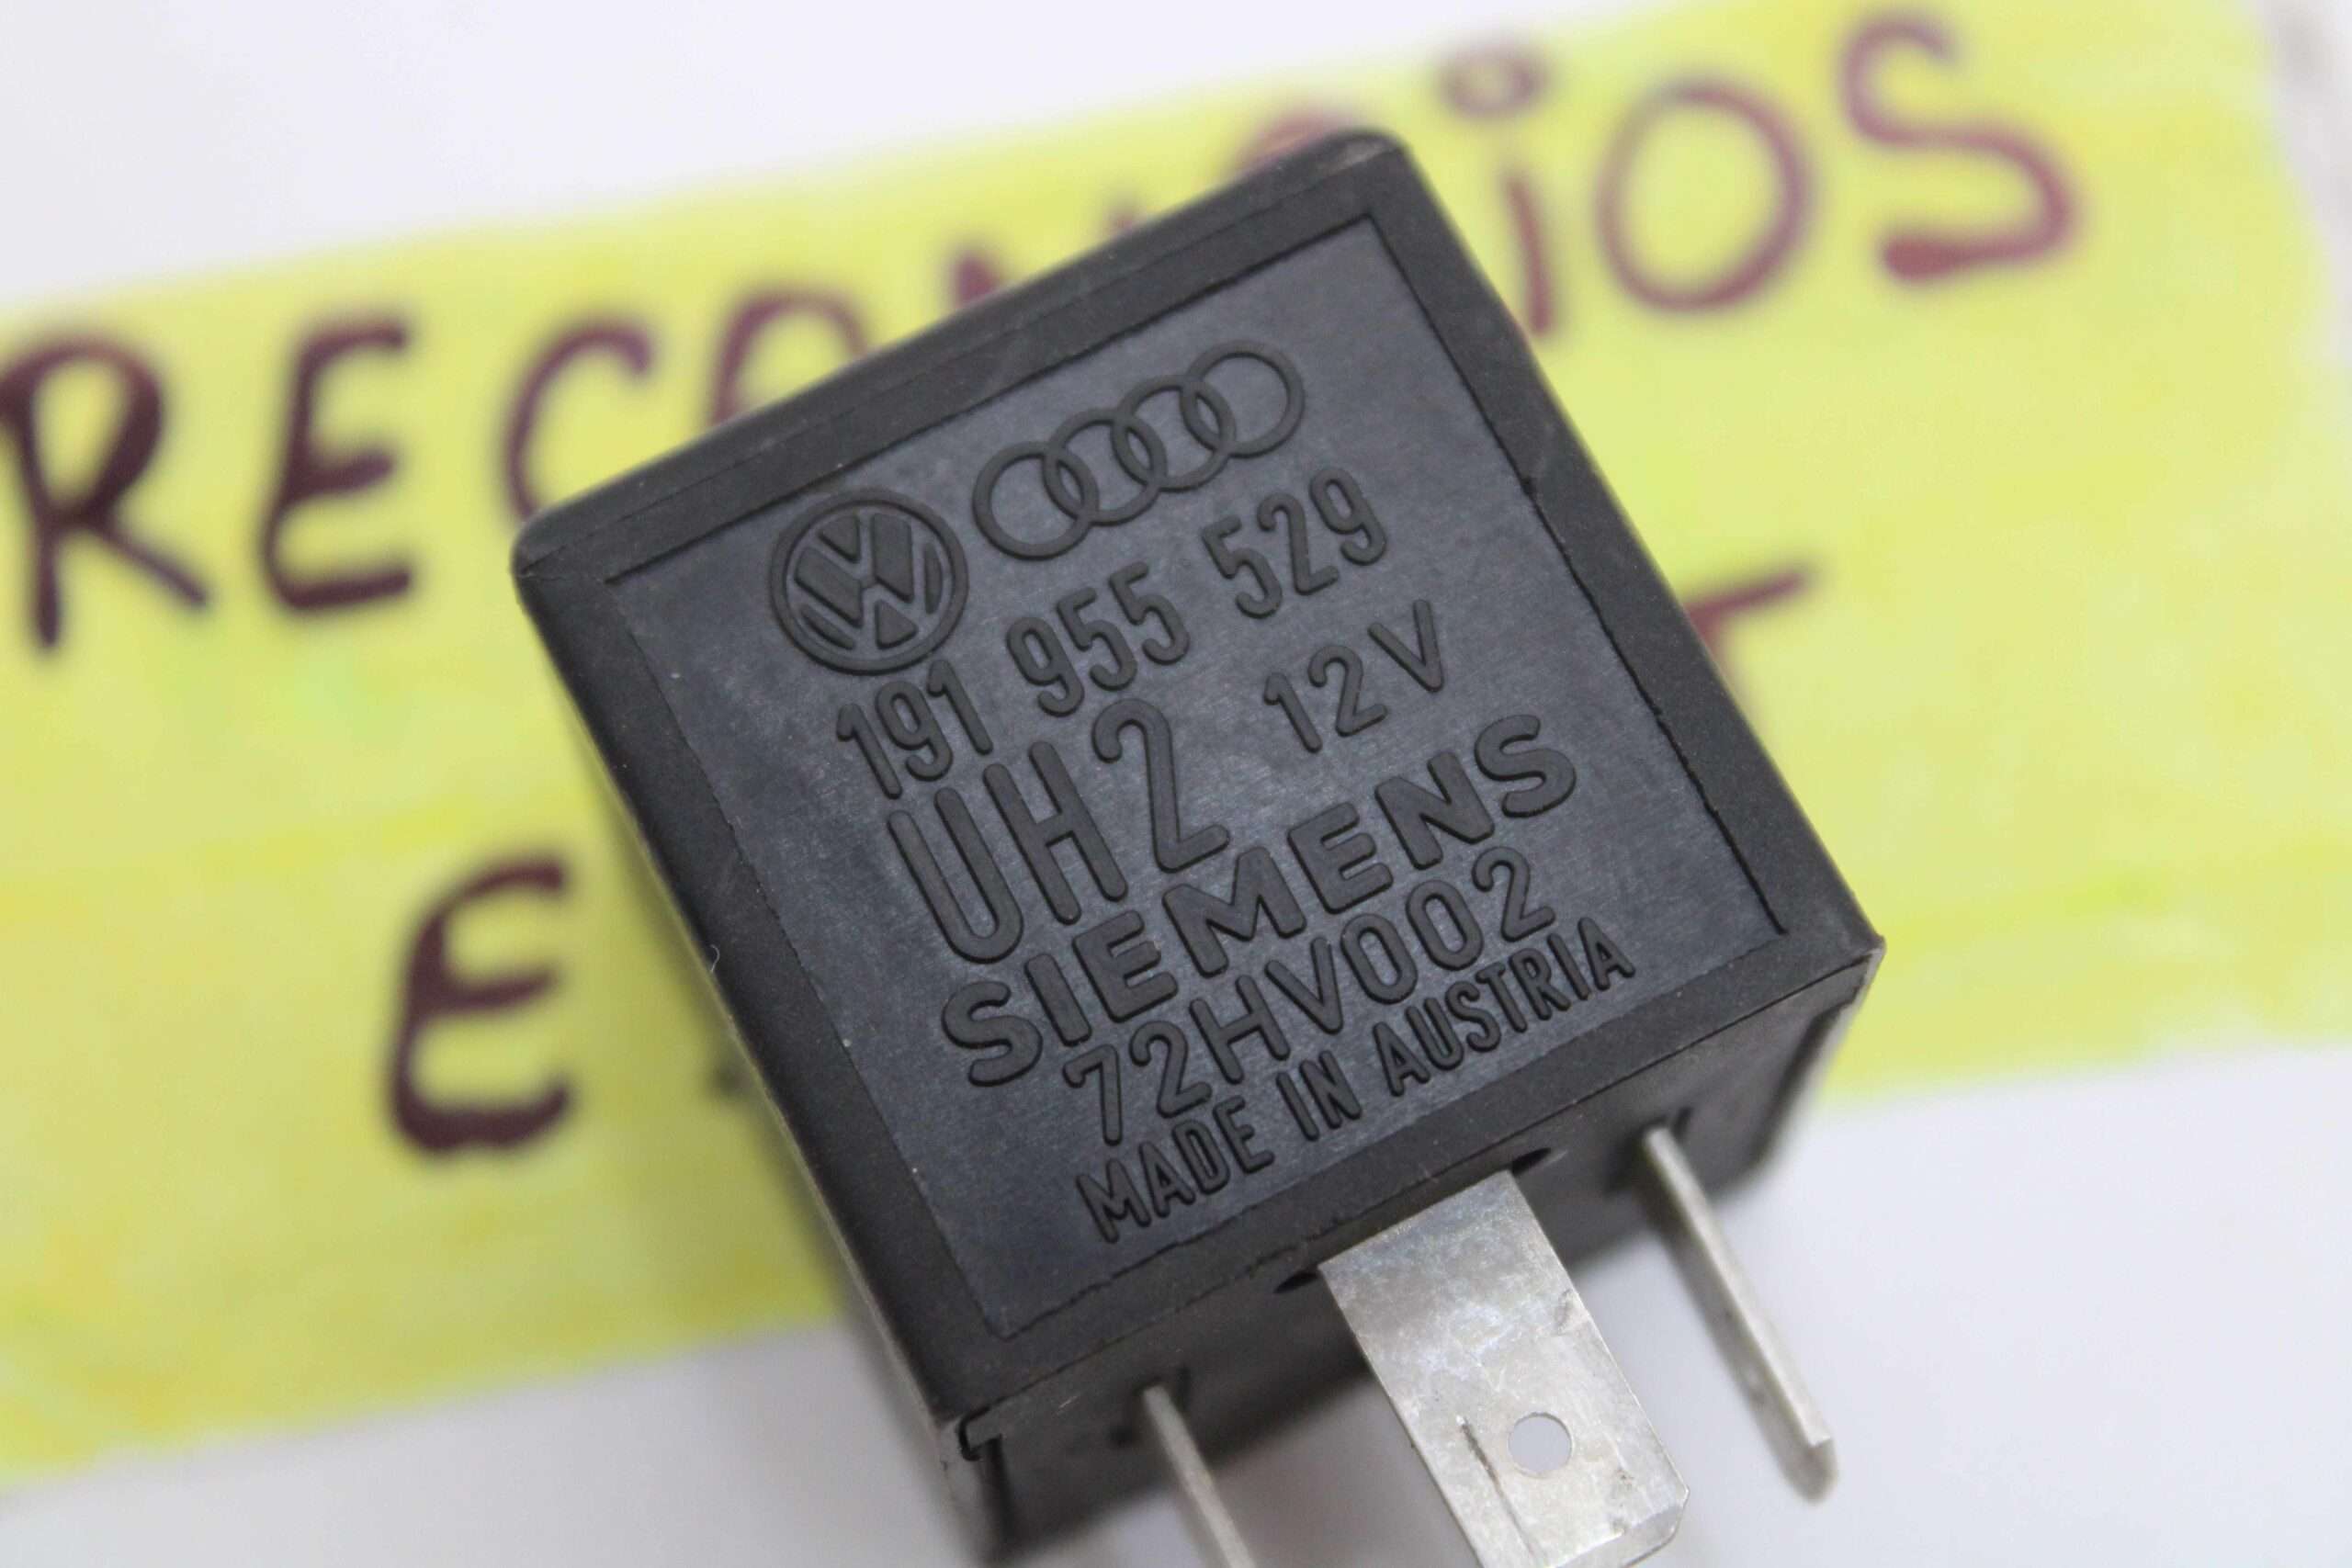 191 955 529
UH2 12V
SIEMENS
72HV002
MADE IN AUSTRIA